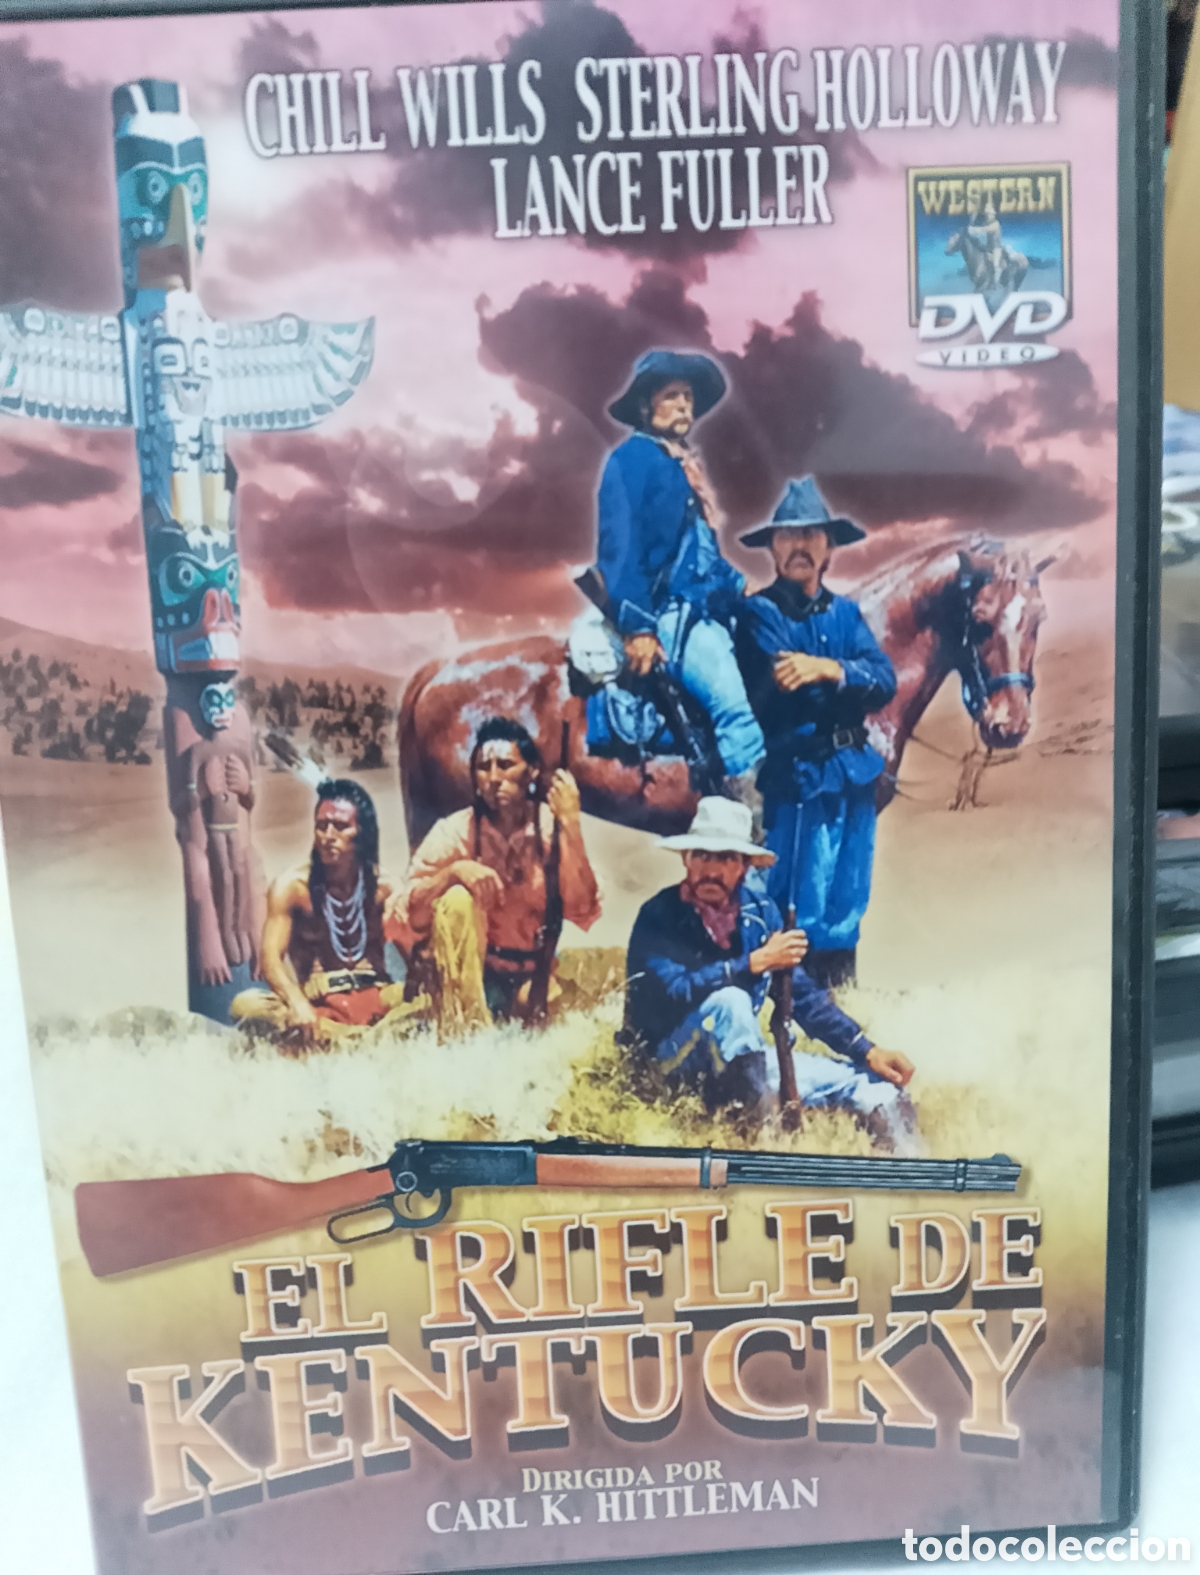 CHILL WILLS STERLING HOLLOWAY
LANCE FULLER
WESTERN
DVD
VIDEO
EL RIFLE DE
KENTUCKY
DIRIGIDA POR
CARL K. HITTLEMAN
todocoleccion